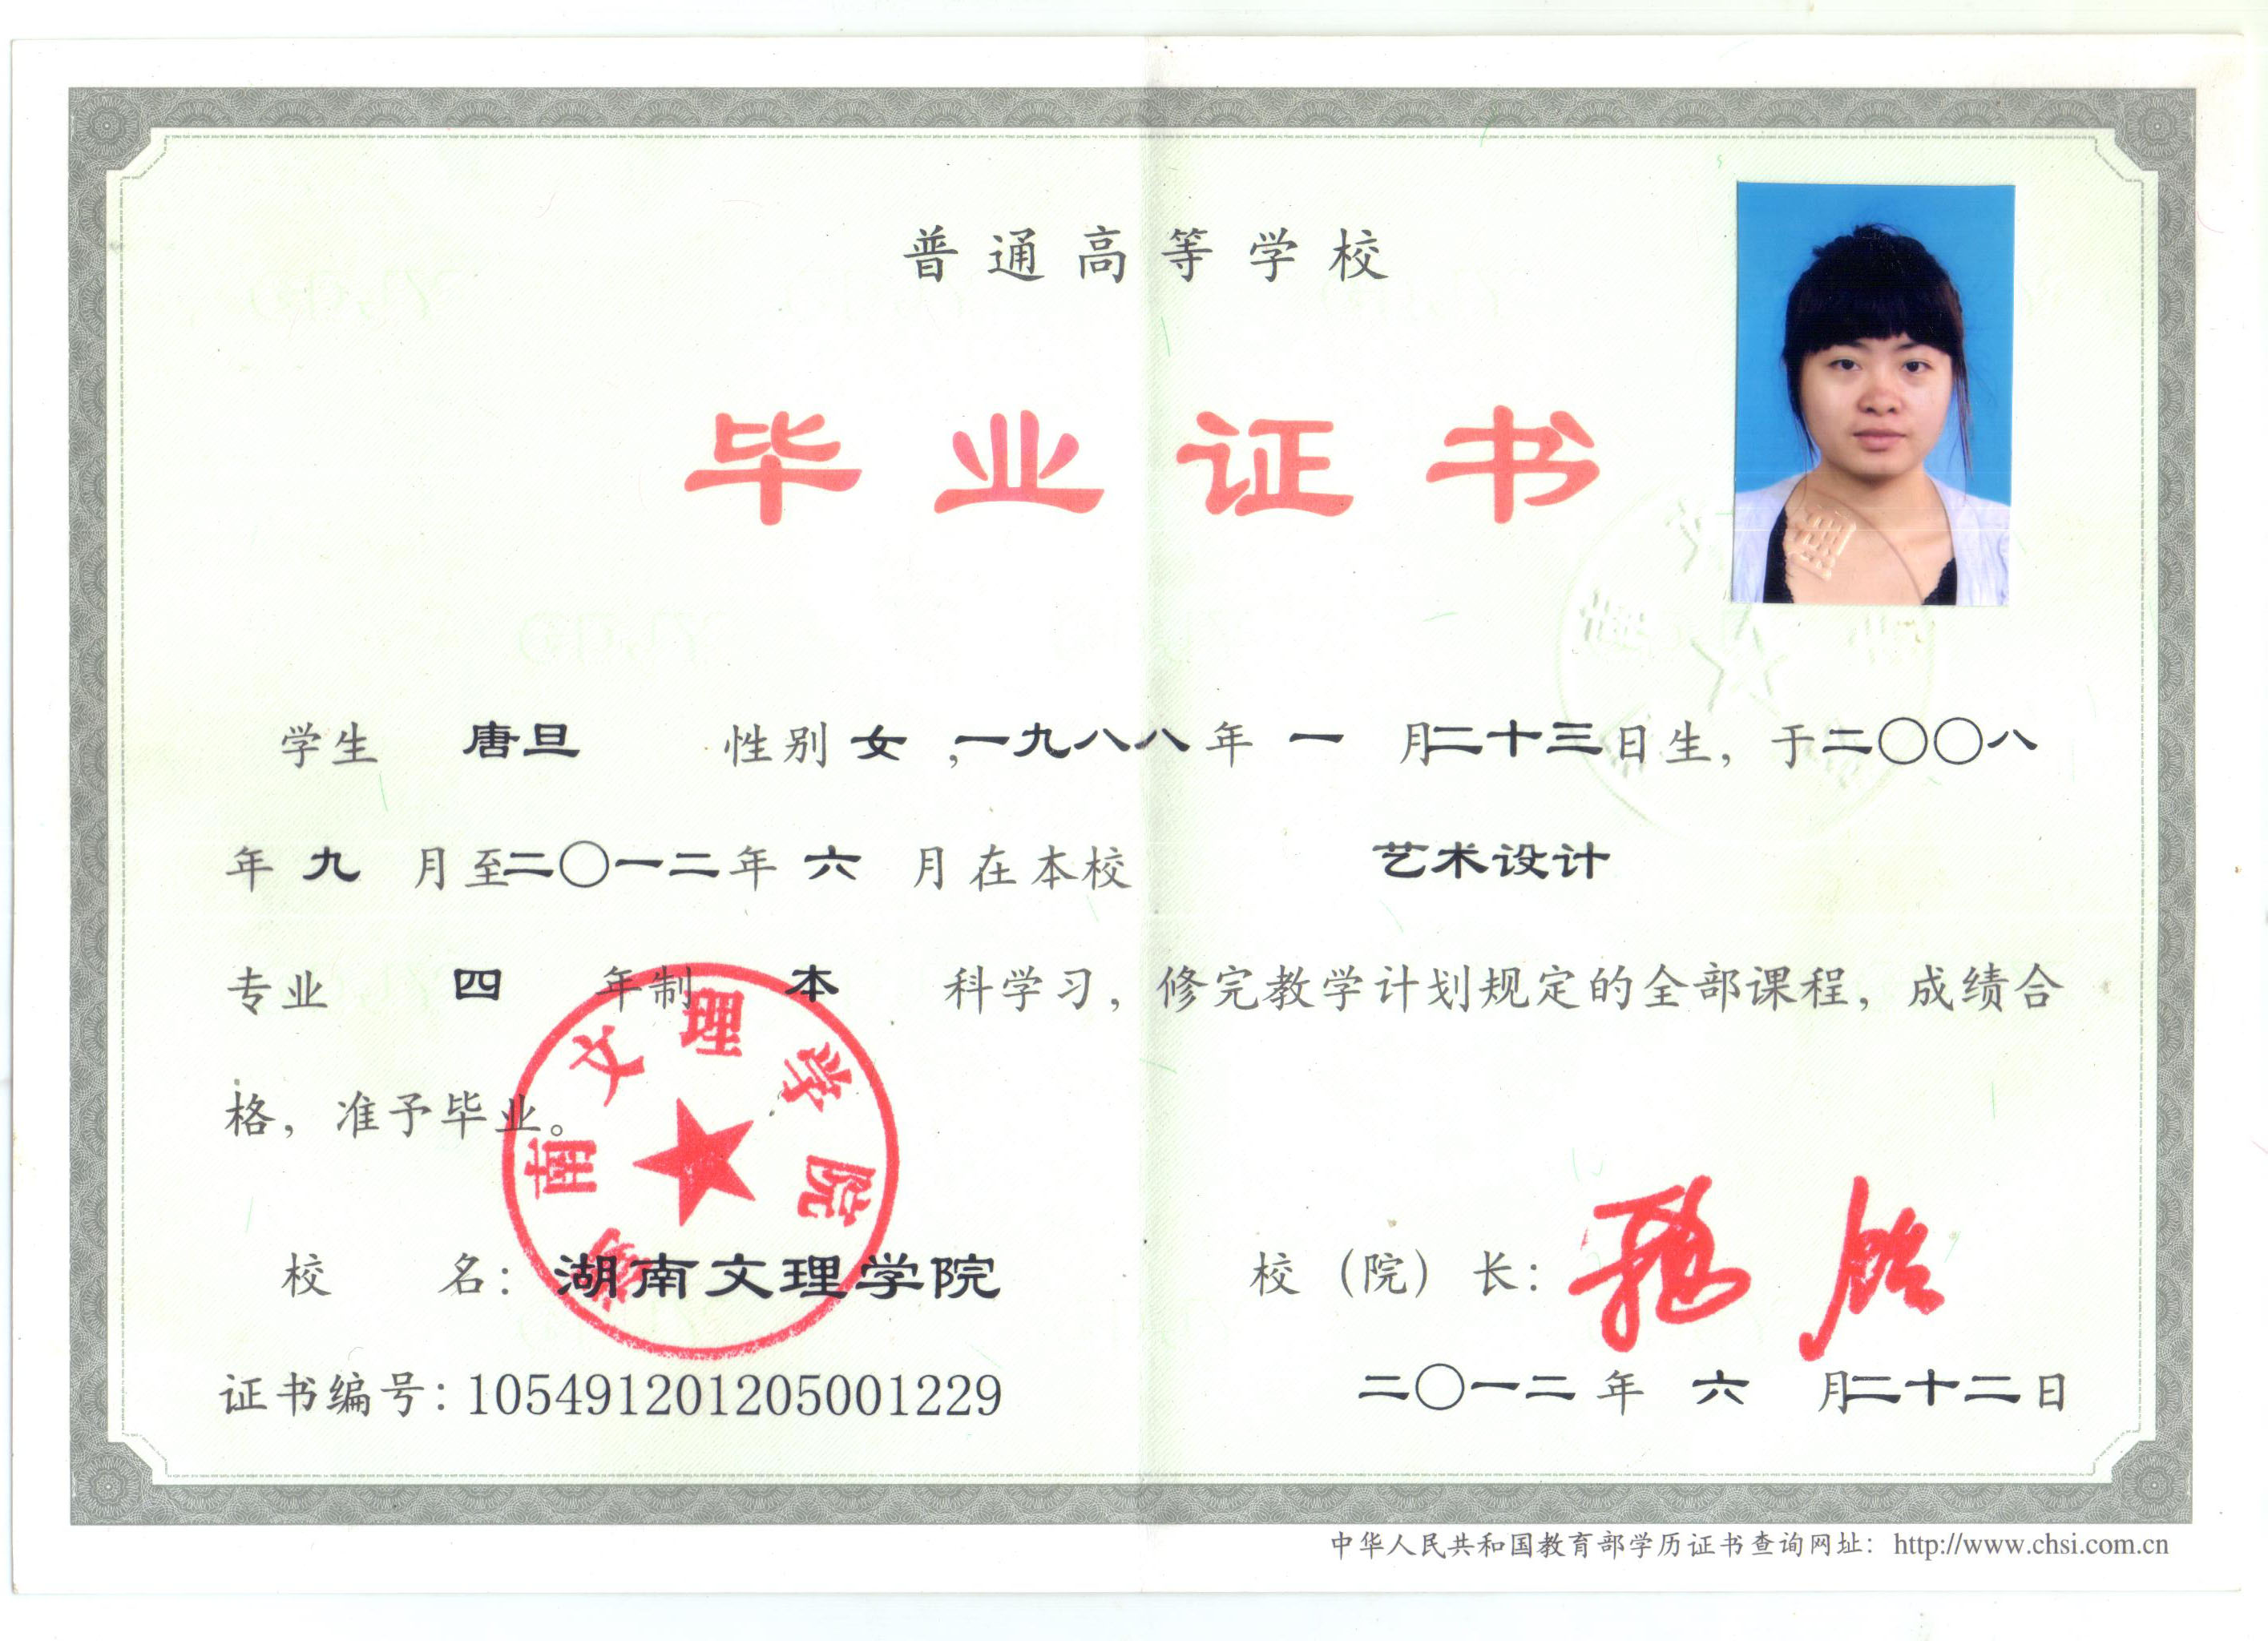 普通高等学校
毕业证书
学生 唐旦 性别 女 ,一九八八年 一 月二十三日生，于二〇〇八
年 九 月至二〇一二年 六 月在本校 艺术设计
专业 四 年制 本 科学习，修完教学计划规定的全部课程，成绩合
格，准予毕业。
湖南文理学院
校 名：湖南文理学院
校（院）长：
证书编号：105491201205001229
二〇一二年 六 月二十二日
中华人民共和国教育部学历证书查询网址：http://www.chsi.com.cn